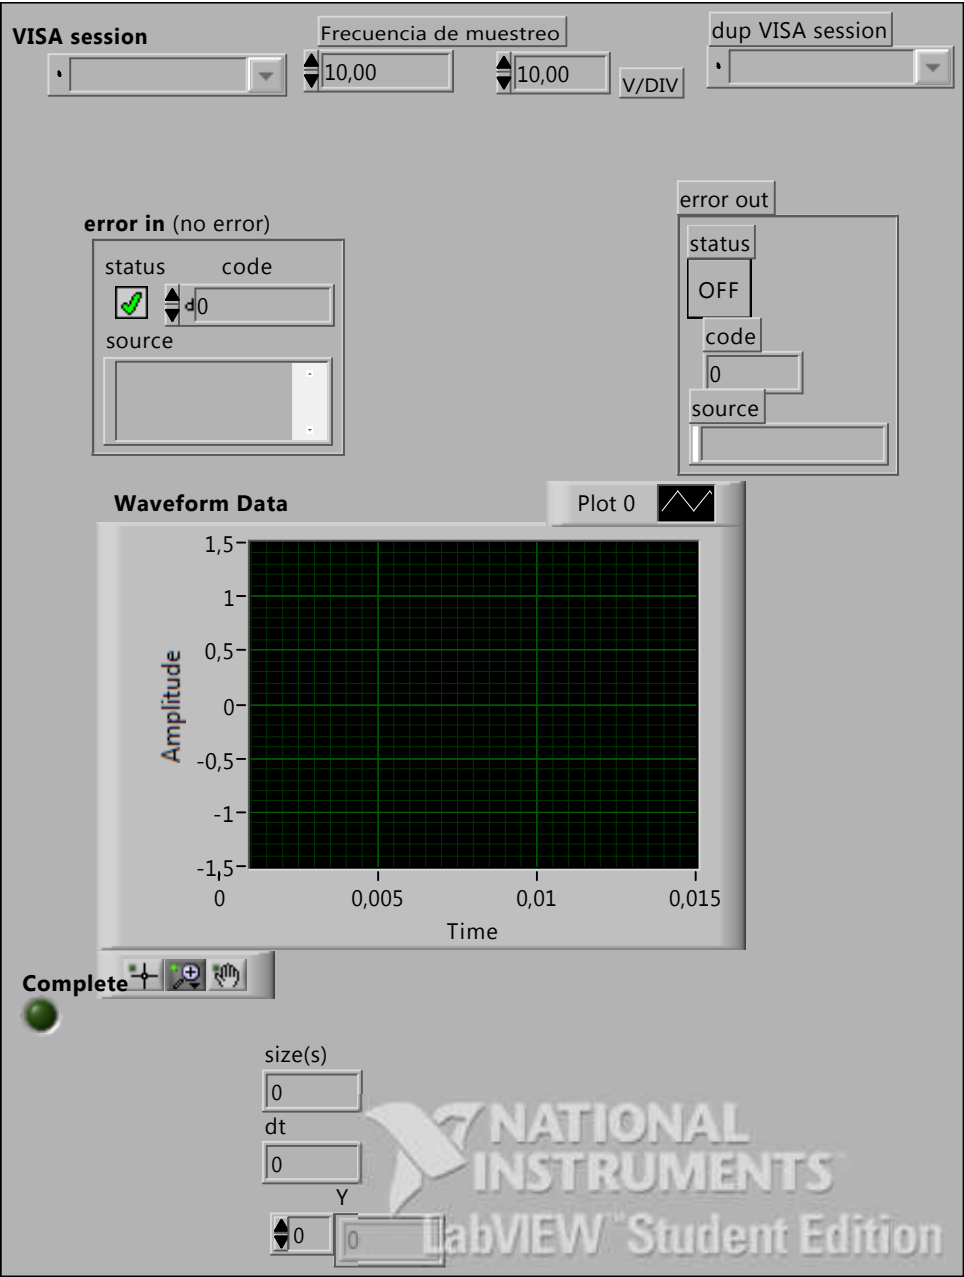 VISA session
Frecuencia de muestreo
dup VISA session
10,00
10,00
V/DIV
error in (no error)
status code
d 0
source
error out
status
OFF
code
0
source
Waveform Data
Plot 0
Amplitude
1,5
1
0,5
0
-0,5
-1
-1,5
0 0,005 0,01 0,015
Time
Complete
size(s)
0
dt
0
Y
0 0
NATIONAL
INSTRUMENTS
LabVIEW™ Student Edition